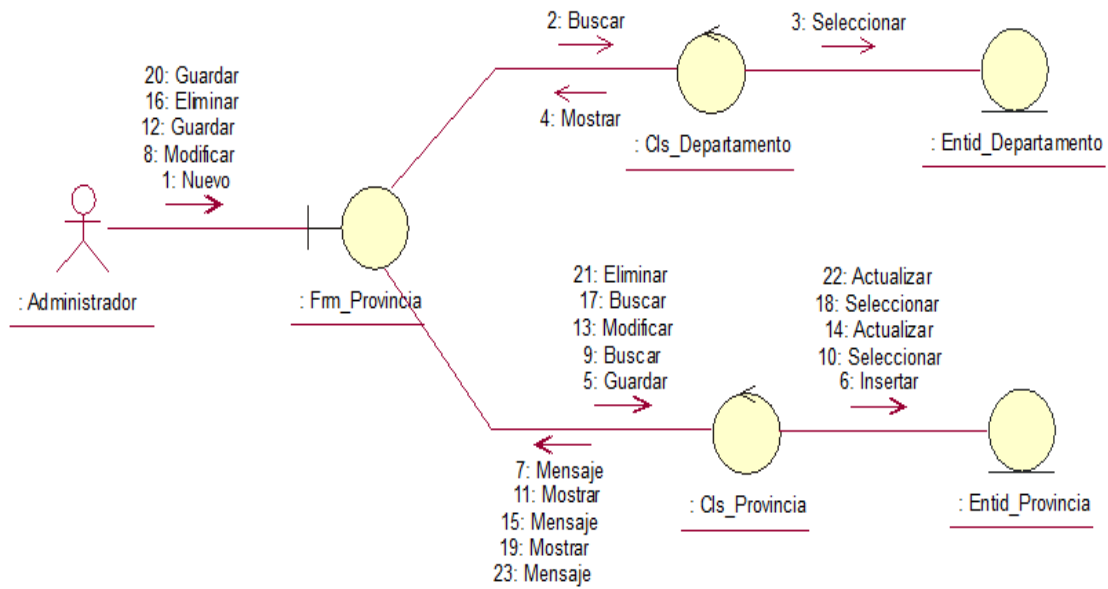 2: Buscar
3: Seleccionar
4: Mostrar
: Cls_Departamento
: Entid_Departamento
20: Guardar
16: Eliminar
12: Guardar
8: Modificar
1: Nuevo
: Administrador
: Frm_Provincia
21: Eliminar
17: Buscar
13: Modificar
9: Buscar
5: Guardar
22: Actualizar
18: Seleccionar
14: Actualizar
10: Seleccionar
6: Insertar
7: Mensaje
11: Mostrar
15: Mensaje
19: Mostrar
23: Mensaje
: Cls_Provincia
: Entid_Provincia